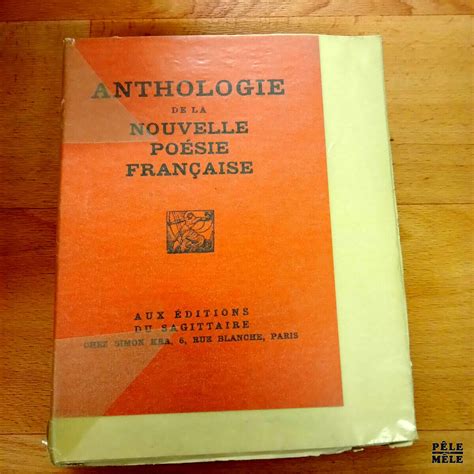 ANTHOLOGIE
DE LA
NOUVELLE
POÉSIE
FRANÇAISE
AUX ÉDITIONS
DU SAGITTAIRE
CHEZ SIMON KRA, 6, RUE BLANCHE, PARIS
PÊLE
MÊLE